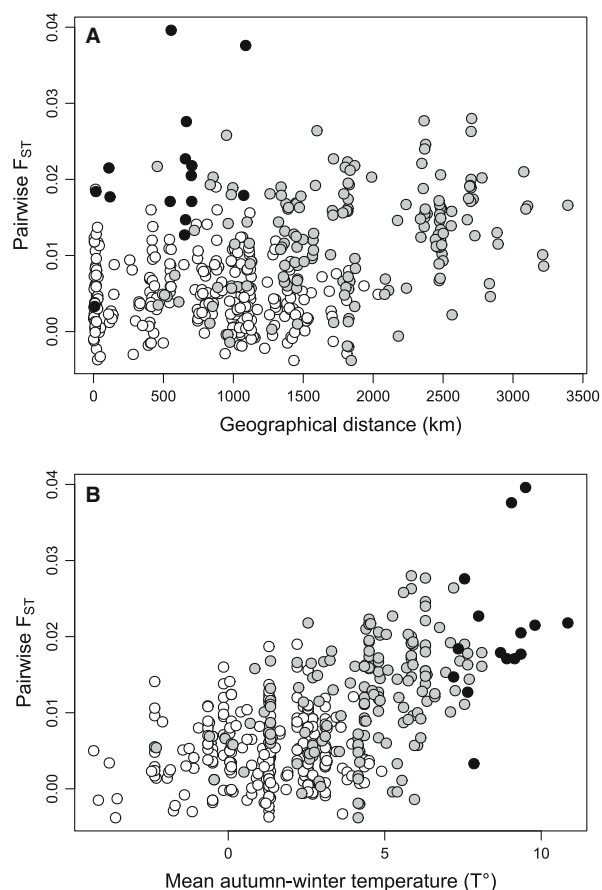 A
0.04
0.03
0.02
0.01
0.00
Pairwise FST
0 500 1000 1500 2000 2500 3000 3500
Geographical distance (km)
B
0.04
0.03
0.02
0.01
0.00
Pairwise FST
0 5 10
Mean autumn-winter temperature (T°)